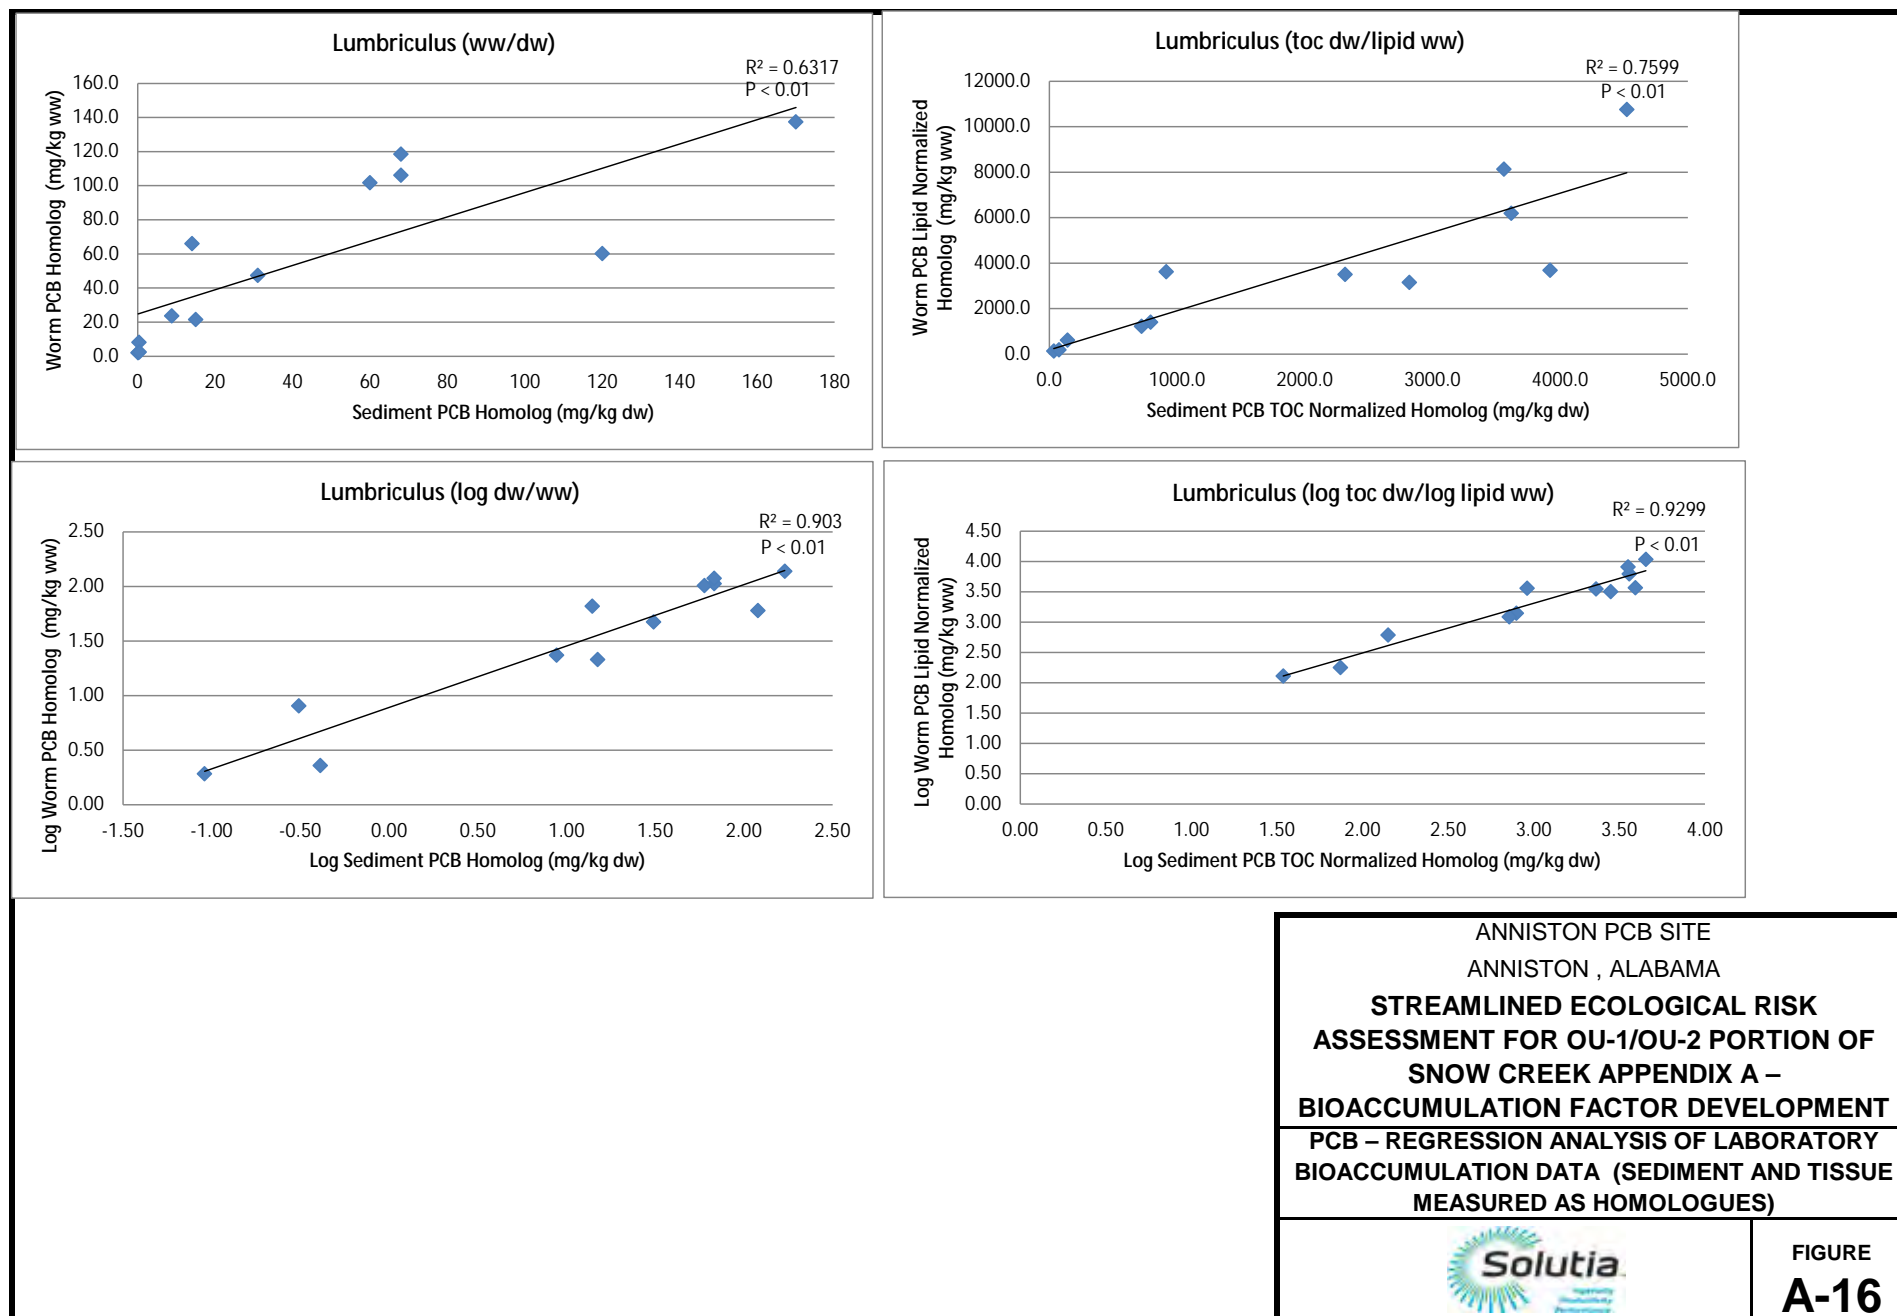 Lumbriculus (ww/dw)
R² = 0.6317
P < 0.01
160.0
140.0
120.0
100.0
80.0
60.0
40.0
20.0
0.0
0 20 40 60 80 100 120 140 160 180
Worm PCB Homolog (mg/kg ww)
Sediment PCB Homolog (mg/kg dw)
Lumbriculus (toc dw/lipid ww)
R² = 0.7599
P < 0.01
12000.0
10000.0
8000.0
6000.0
4000.0
2000.0
0.0
0.0 1000.0 2000.0 3000.0 4000.0 5000.0
Worm PCB Lipid Normalized
Homolog (mg/kg ww)
Sediment PCB TOC Normalized Homolog (mg/kg dw)
Lumbriculus (log dw/ww)
R² = 0.903
P < 0.01
2.50
2.00
1.50
1.00
0.50
0.00
-1.50 -1.00 -0.50 0.00 0.50 1.00 1.50 2.00 2.50
Log Worm PCB Homolog (mg/kg ww)
Log Sediment PCB Homolog (mg/kg dw)
Lumbriculus (log toc dw/log lipid ww)
R² = 0.9299
P < 0.01
4.50
4.00
3.50
3.00
2.50
2.00
1.50
1.00
0.50
0.00
0.00 0.50 1.00 1.50 2.00 2.50 3.00 3.50 4.00
Log Worm PCB Lipid Normalized
Homolog (mg/kg ww)
Log Sediment PCB TOC Normalized Homolog (mg/kg dw)
ANNISTON PCB SITE
ANNISTON , ALABAMA
STREAMLINED ECOLOGICAL RISK
ASSESSMENT FOR OU-1/OU-2 PORTION OF
SNOW CREEK APPENDIX A –
BIOACCUMULATION FACTOR DEVELOPMENT
PCB – REGRESSION ANALYSIS OF LABORATORY
BIOACCUMULATION DATA (SEDIMENT AND TISSUE
MEASURED AS HOMOLOGUES)
Solutia
FIGURE
A-16